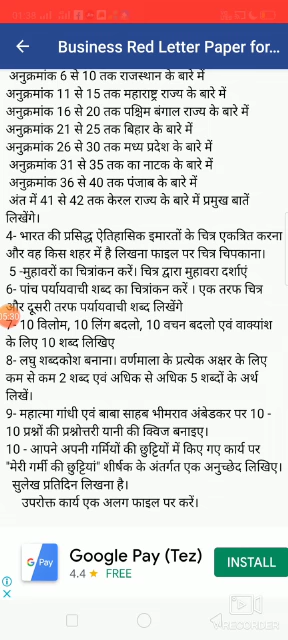 Business Red Letter Paper for...
अनुक्रमांक 6 से 10 तक राजस्थान के बारे में
अनुक्रमांक 11 से 15 तक महाराष्ट्र राज्य के बारे में
अनुक्रमांक 16 से 20 तक पश्चिम बंगाल राज्य के बारे में
अनुक्रमांक 21 से 25 तक बिहार के बारे में
अनुक्रमांक 26 से 30 तक मध्य प्रदेश के बारे में
अनुक्रमांक 31 से 35 तक का नाटक के बारे में
अनुक्रमांक 36 से 40 तक पंजाब के बारे में
अंत में 41 से 42 तक केरल राज्य के बारे में प्रमुख बातें
लिखेंगे।
4- भारत की प्रसिद्ध ऐतिहासिक इमारतों के चित्र एकत्रित करना
और वह किस शहर में है लिखना फाइल पर चित्र चिपकाना।
5 -मुहावरों का चित्रांकन करें। चित्र द्वारा मुहावरा दर्शाएं
6- पांच पर्यायवाची शब्द का चित्रांकन करें । एक तरफ चित्र
और दूसरी तरफ पर्यायवाची शब्द लिखेंगे
05:30
7- 10 विलोम, 10 लिंग बदलो, 10 वचन बदलो एवं वाक्यांश
के लिए 10 शब्द लिखिए
8- लघु शब्दकोश बनाना। वर्णमाला के प्रत्येक अक्षर के लिए
कम से कम 2 शब्द एवं अधिक से अधिक 5 शब्दों के अर्थ
लिखें।
9- महात्मा गांधी एवं बाबा साहब भीमराव अंबेडकर पर 10 -
10 प्रश्नों की प्रश्नोत्तरी यानी की क्विज बनाइए।
10 - आपने अपनी गर्मियों की छुट्टियों में किए गए कार्य पर
"मेरी गर्मी की छुट्टियां" शीर्षक के अंतर्गत एक अनुच्छेद लिखिए।
सुलेख प्रतिदिन लिखना है।
उपरोक्त कार्य एक अलग फाइल पर करें।
G Pay
Google Pay (Tez)
4.4 ★ FREE
INSTALL
RECORDER